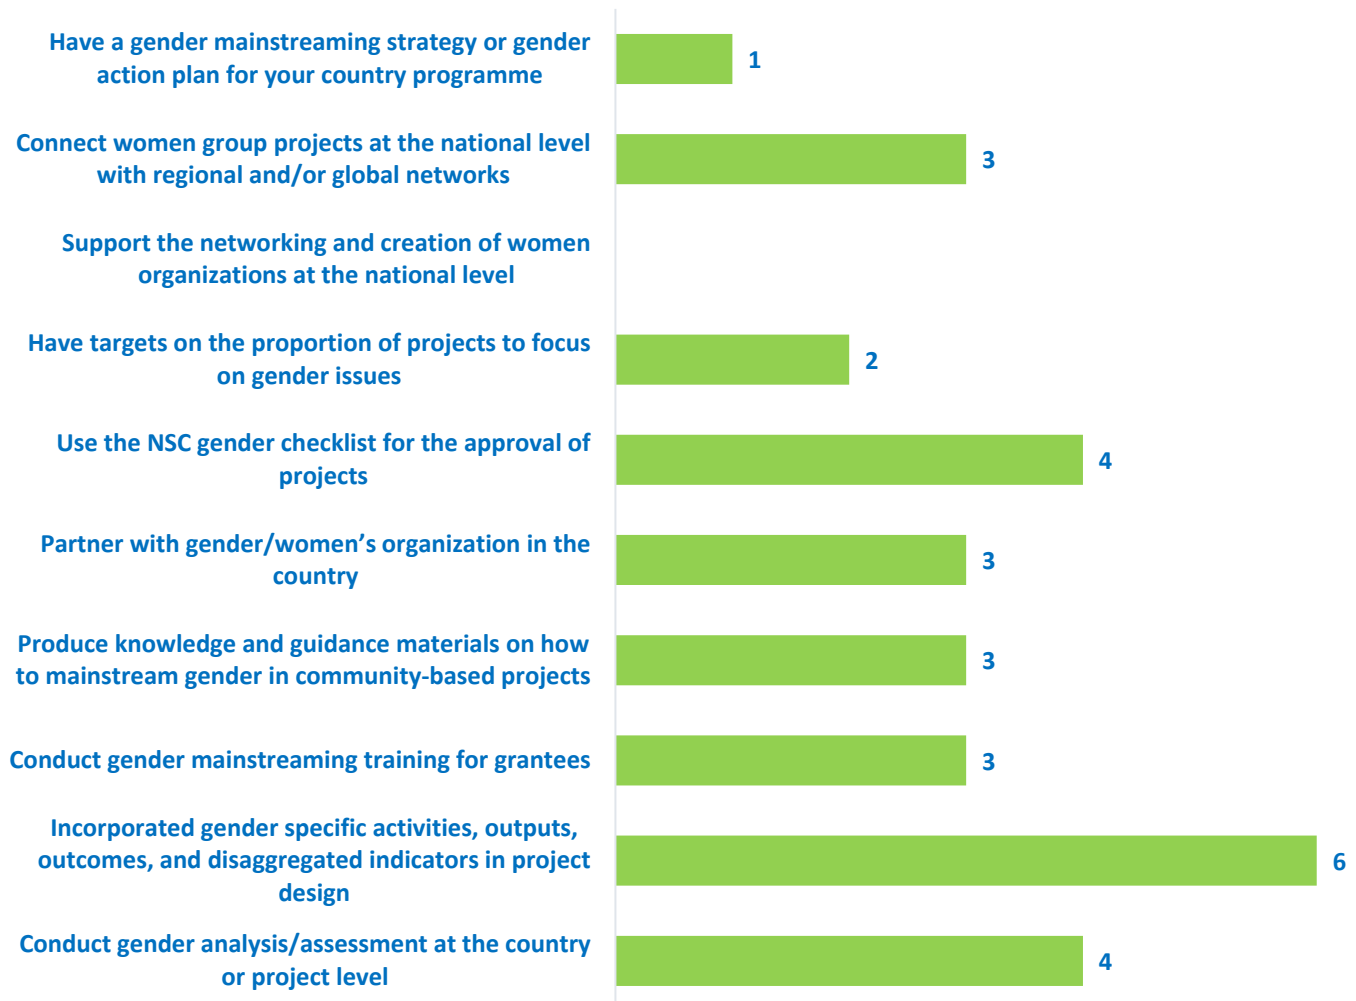 Have a gender mainstreaming strategy or gender
action plan for your country programme
1
Connect women group projects at the national level
with regional and/or global networks
3
Support the networking and creation of women
organizations at the national level
Have targets on the proportion of projects to focus
on gender issues
2
Use the NSC gender checklist for the approval of
projects
4
Partner with gender/women’s organization in the
country
3
Produce knowledge and guidance materials on how
to mainstream gender in community-based projects
3
Conduct gender mainstreaming training for grantees
3
Incorporated gender specific activities, outputs,
outcomes, and disaggregated indicators in project
design
6
Conduct gender analysis/assessment at the country
or project level
4